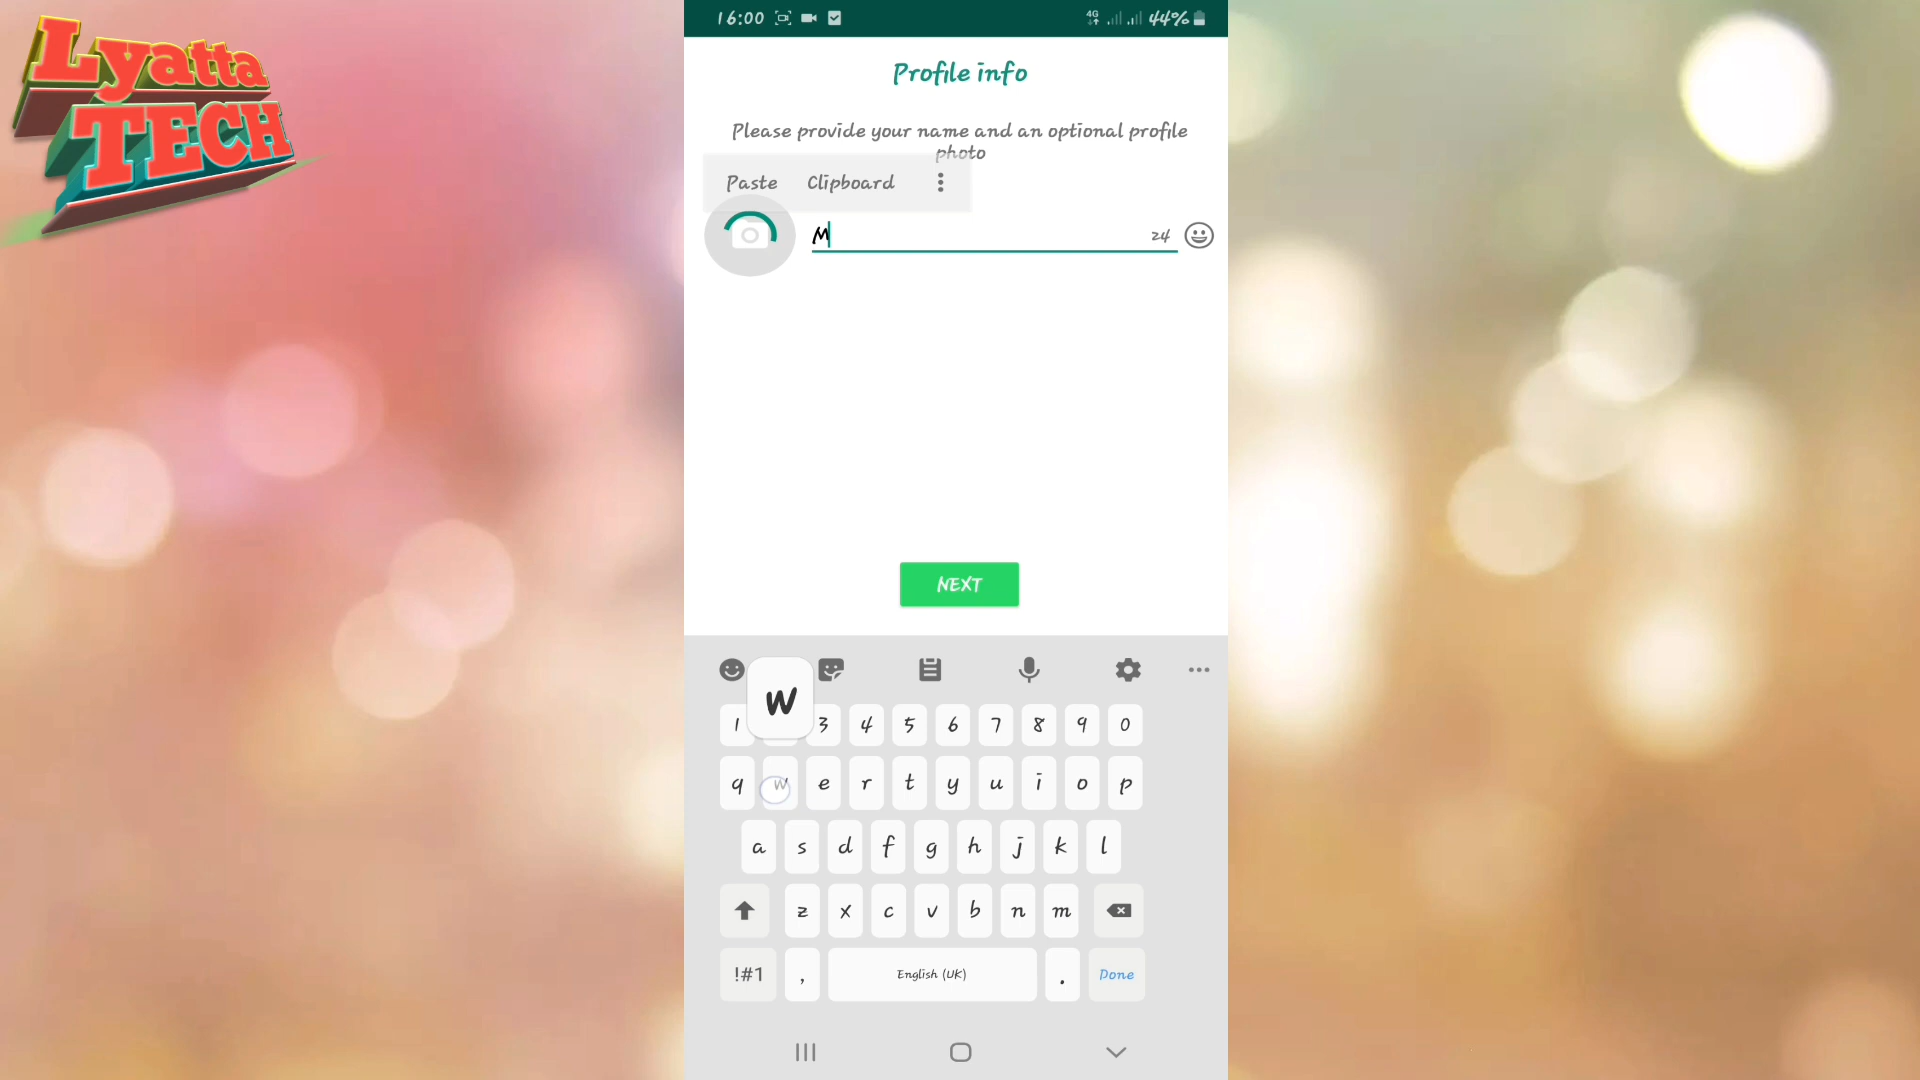 Lyatta
TECH
16:00
4G
44%
Profile info
Please provide your name and an optional profile
photo
Paste Clipboard
M
24
NEXT
w
1 3 4 5 6 7 8 9 0
q w e r t y u i o p
a s d f g h j k l
z x c v b n m
!#1 , English (UK) . Done